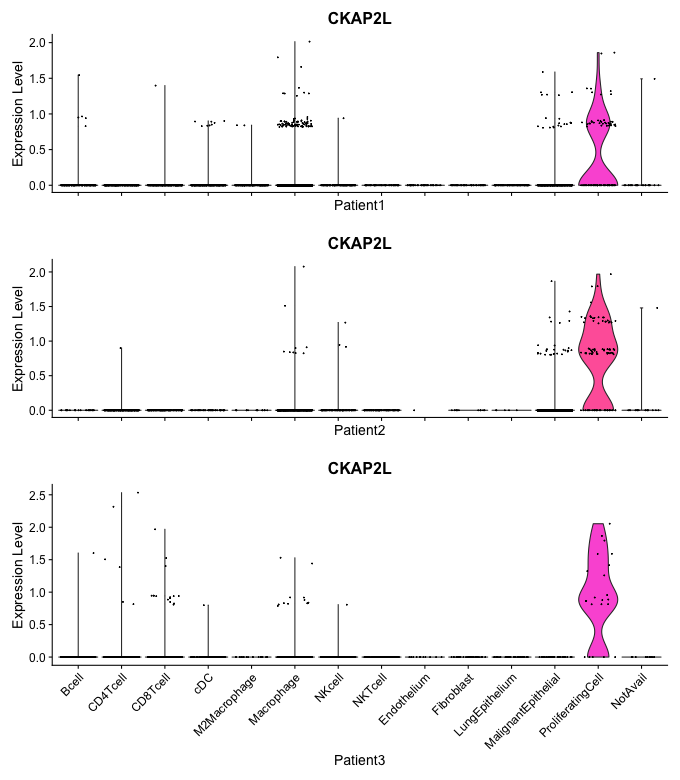 CKAP2L
Expression Level
2.0
1.5
1.0
0.5
0.0
Patient1
CKAP2L
Expression Level
2.0
1.5
1.0
0.5
0.0
Patient2
CKAP2L
Expression Level
2.5
2.0
1.5
1.0
0.5
0.0
Bcell
CD4Tcell
CD8Tcell
cDC
M2Macrophage
Macrophage
NKcell
NKTcell
Endothelium
Fibroblast
LungEpithelium
MalignantEpithelial
ProliferatingCell
NotAvail
Patient3